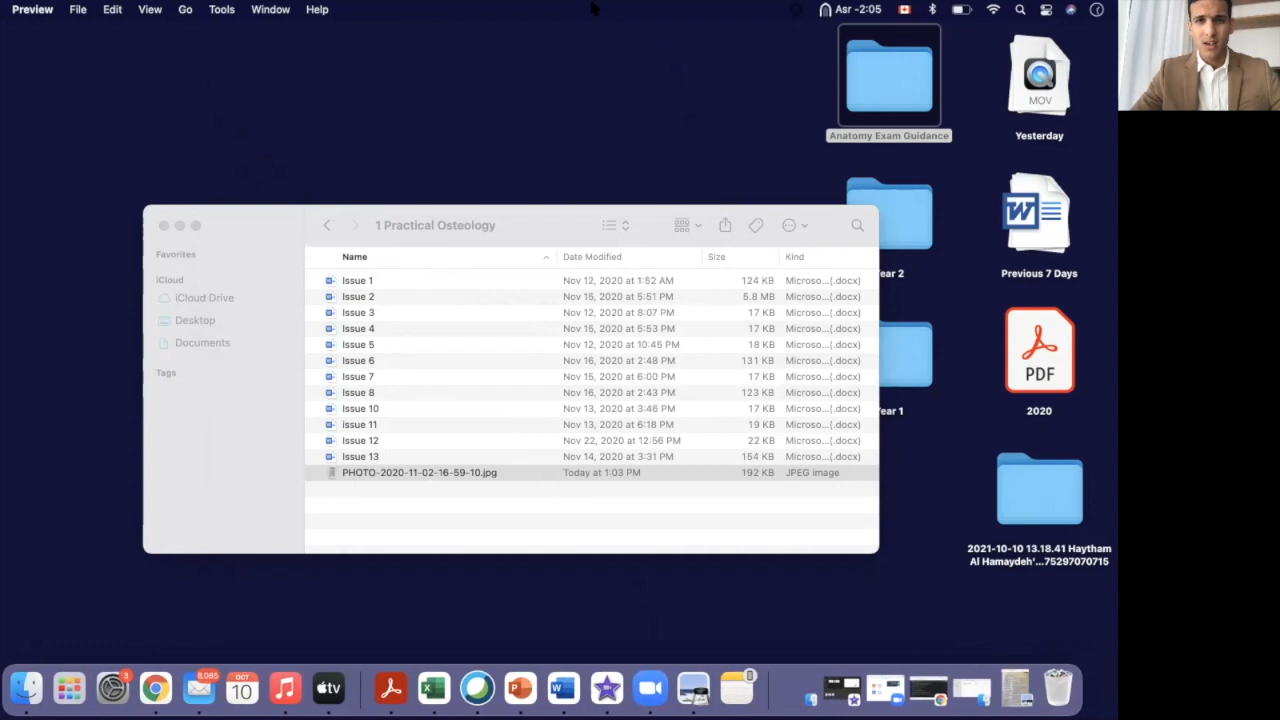 Preview File Edit View Go Tools Window Help Asr -2:05
MOV
Anatomy Exam Guidance
Yesterday
W
ear 2
Previous 7 Days
PDF
ear 1
2020
2021-10-10 13.18.41 Haytham
Al Hamaydeh'...75297070715
1 Practical Osteology
Favorites
iCloud
iCloud Drive
Desktop
Documents
Tags
Name Date Modified Size Kind
Issue 1 Nov 12, 2020 at 1:52 AM 124 KB Microso...(.docx)
Issue 2 Nov 15, 2020 at 5:51 PM 5.8 MB Microso...(.docx)
Issue 3 Nov 12, 2020 at 8:07 PM 17 KB Microso...(.docx)
Issue 4 Nov 15, 2020 at 5:53 PM 17 KB Microso...(.docx)
Issue 5 Nov 12, 2020 at 10:45 PM 18 KB Microso...(.docx)
Issue 6 Nov 16, 2020 at 2:48 PM 131 KB Microso...(.docx)
Issue 7 Nov 15, 2020 at 6:00 PM 17 KB Microso...(.docx)
Issue 8 Nov 16, 2020 at 2:43 PM 123 KB Microso...(.docx)
Issue 10 Nov 13, 2020 at 3:46 PM 17 KB Microso...(.docx)
issue 11 Nov 13, 2020 at 6:18 PM 19 KB Microso...(.docx)
Issue 12 Nov 22, 2020 at 12:56 PM 22 KB Microso...(.docx)
Issue 13 Nov 14, 2020 at 3:31 PM 154 KB Microso...(.docx)
PHOTO-2020-11-02-16-59-10.jpg Today at 1:03 PM 192 KB JPEG image
3
8,085
OCT
10
tv
X
P
W